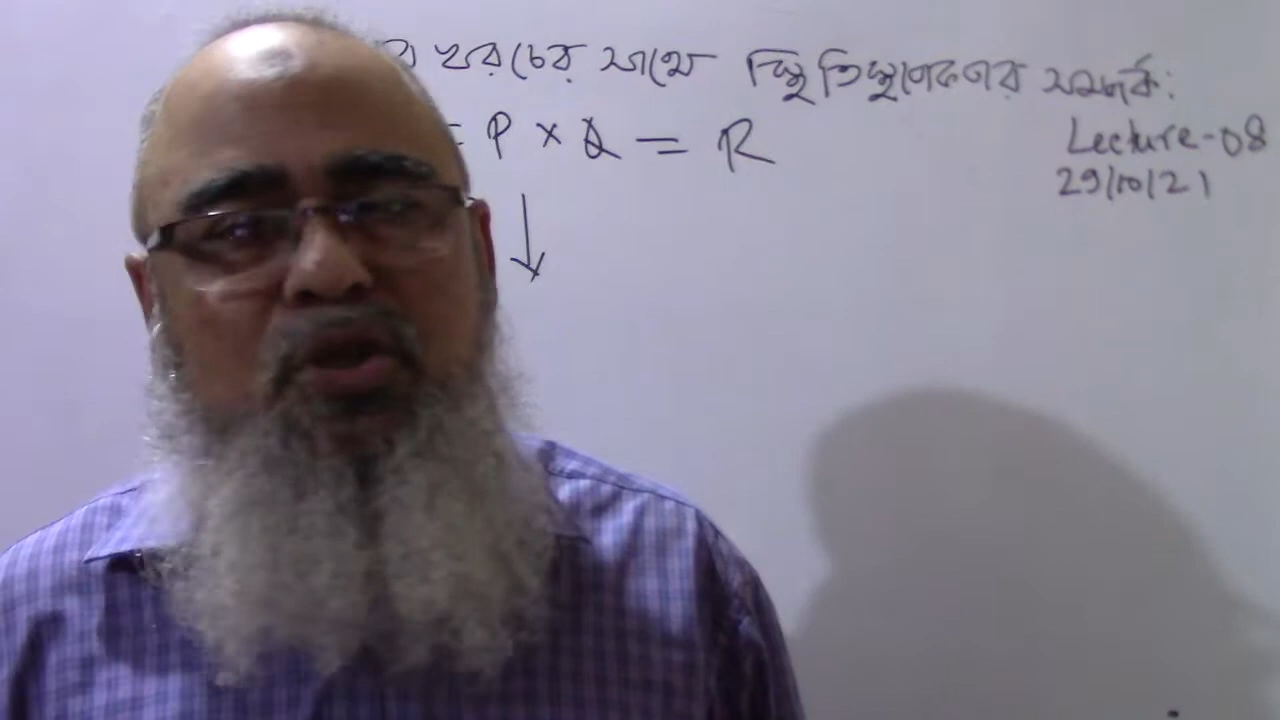 খরচের সাথে স্থিতিস্থাপকতার সম্পর্ক:
= P × Q = R
Lecture-08
29/10/21